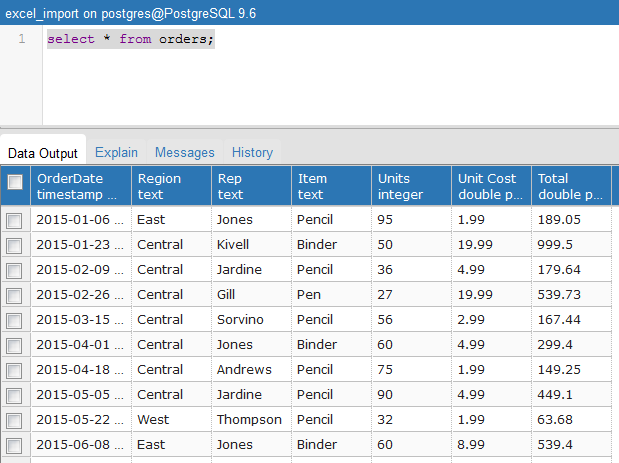 excel_import on postgres@PostgreSQL 9.6
1 select * from orders;
Data Output Explain Messages History
OrderDate Region Rep Item Units Unit Cost Total
timestamp ... text text text integer double p... double p...
2015-01-06 ... East Jones Pencil 95 1.99 189.05
2015-01-23 ... Central Kivell Binder 50 19.99 999.5
2015-02-09 ... Central Jardine Pencil 36 4.99 179.64
2015-02-26 ... Central Gill Pen 27 19.99 539.73
2015-03-15 ... Central Sorvino Pencil 56 2.99 167.44
2015-04-01 ... Central Jones Binder 60 4.99 299.4
2015-04-18 ... Central Andrews Pencil 75 1.99 149.25
2015-05-05 ... Central Jardine Pencil 90 4.99 449.1
2015-05-22 ... West Thompson Pencil 32 1.99 63.68
2015-06-08 ... East Jones Binder 60 8.99 539.4